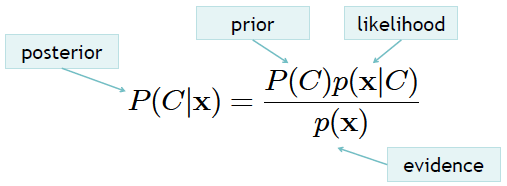 prior
likelihood
posterior
P(C|x) = P(C)p(x|C) / p(x)
evidence